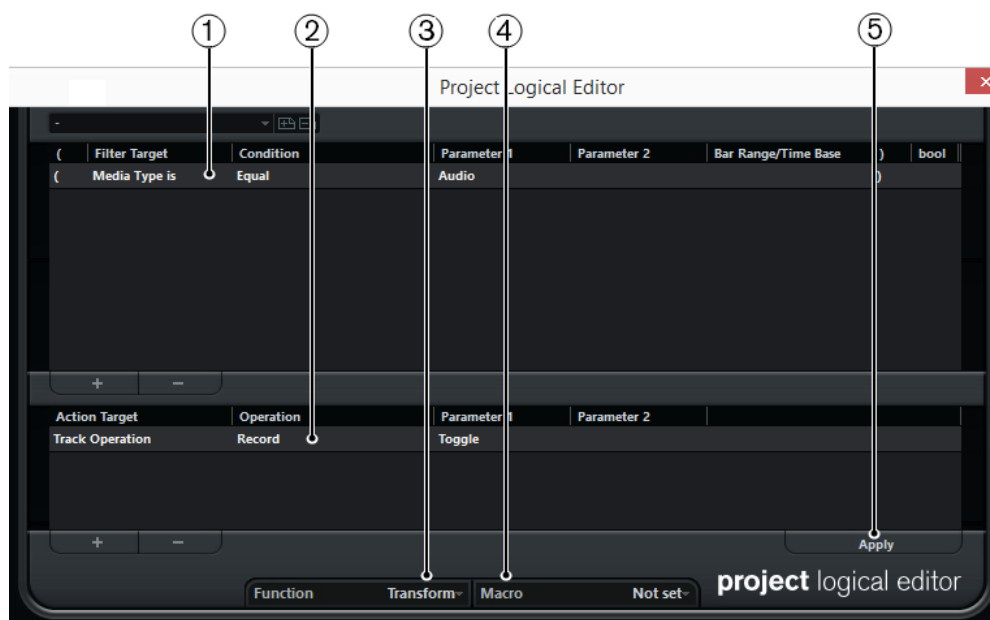 1 2 3 4 5
Project Logical Editor
-
( Filter Target Condition Parameter 1 Parameter 2 Bar Range/Time Base ) bool
( Media Type is Equal Audio )
+ −
Action Target Operation Parameter 1 Parameter 2
Track Operation Record Toggle
+ − Apply
Function Transform Macro Not set project logical editor